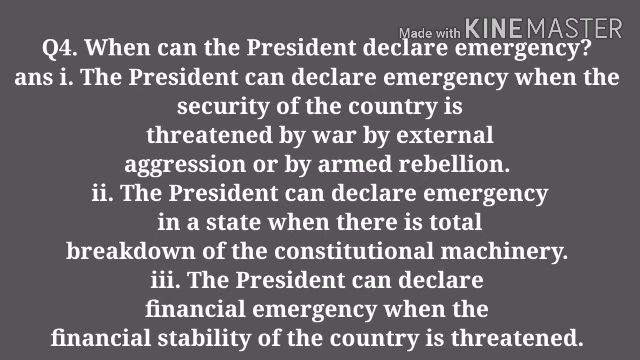 Made with KINEMASTER
Q4. When can the President declare emergency?
ans i. The President can declare emergency when the
security of the country is
threatened by war by external
aggression or by armed rebellion.
ii. The President can declare emergency
in a state when there is total
breakdown of the constitutional machinery.
iii. The President can declare
financial emergency when the
financial stability of the country is threatened.